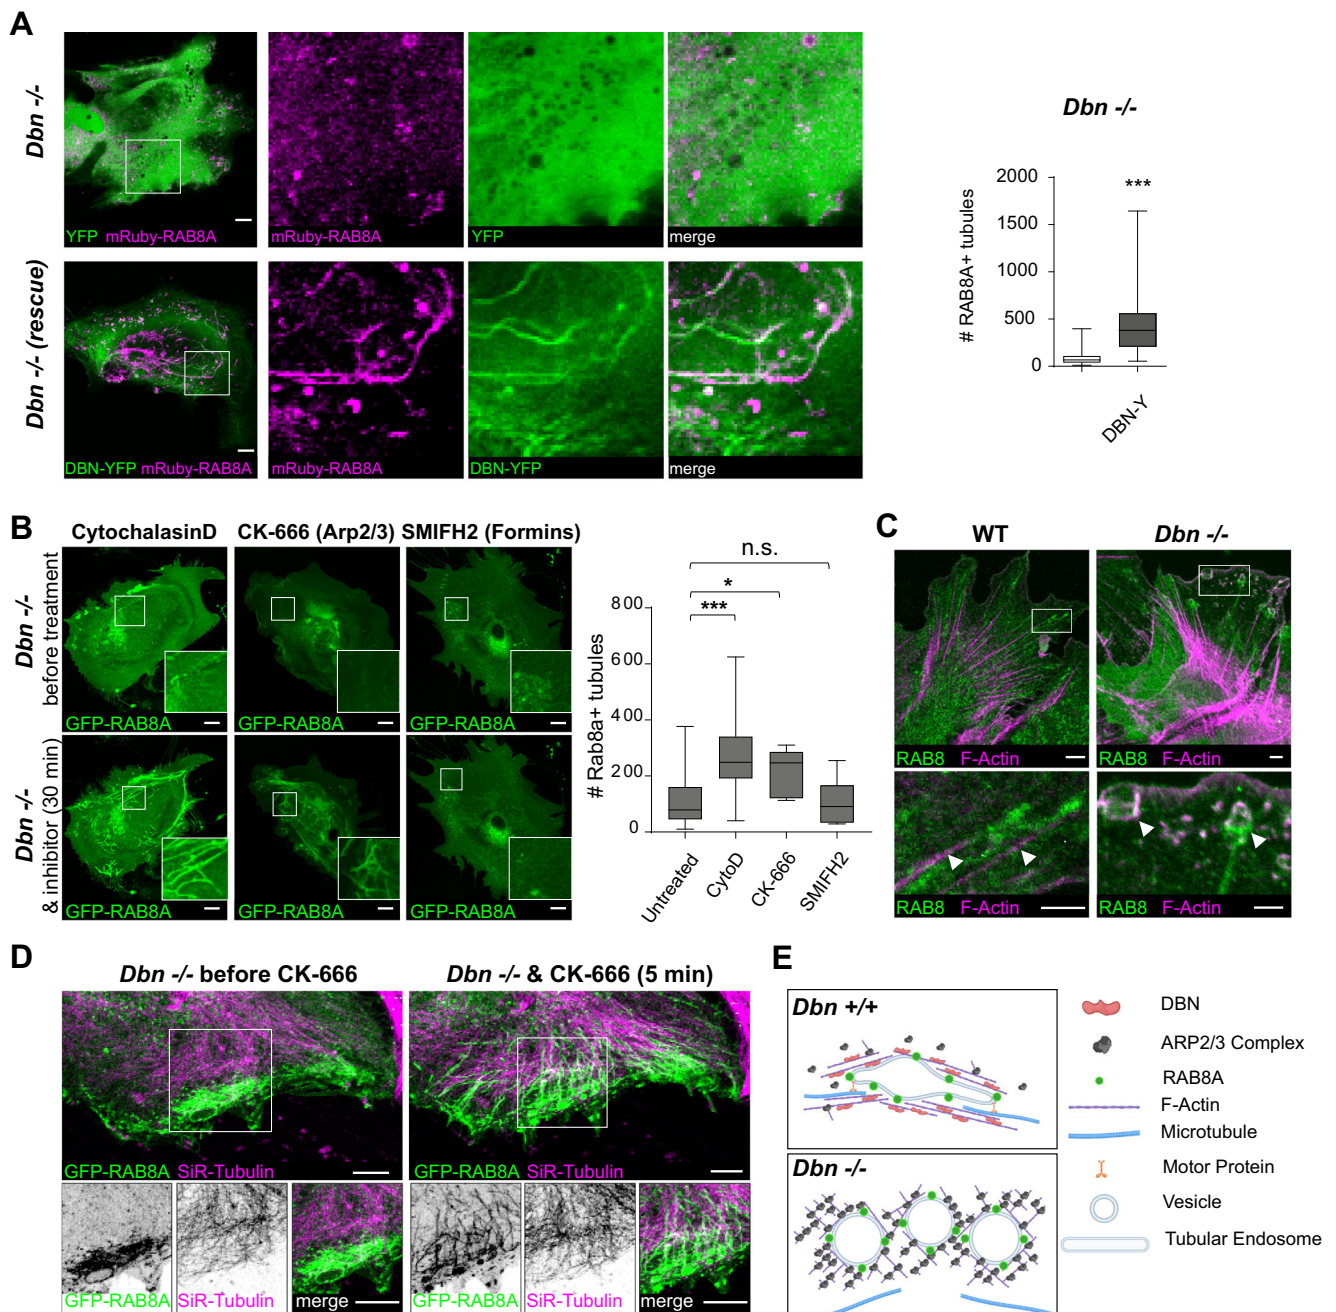 A
Dbn -/-
YFP mRuby-RAB8A
mRuby-RAB8A
YFP
merge
Dbn -/- (rescue)
DBN-YFP mRuby-RAB8A
mRuby-RAB8A
DBN-YFP
merge
Dbn -/-
# RAB8A+ tubules
2000
1500
1000
500
0
***
DBN-Y
B
CytochalasinD
CK-666 (Arp2/3)
SMIFH2 (Formins)
Dbn -/-
before treatment
GFP-RAB8A
GFP-RAB8A
GFP-RAB8A
Dbn -/-
& inhibitor (30 min)
GFP-RAB8A
GFP-RAB8A
GFP-RAB8A
# Rab8a+ tubules
800
600
400
200
0
n.s.
*
***
Untreated
CytoD
CK-666
SMIFH2
C
WT
Dbn -/-
RAB8 F-Actin
RAB8 F-Actin
RAB8 F-Actin
RAB8 F-Actin
D
Dbn -/- before CK-666
Dbn -/- & CK-666 (5 min)
GFP-RAB8A SiR-Tubulin
GFP-RAB8A SiR-Tubulin
GFP-RAB8A
SiR-Tubulin
merge
GFP-RAB8A
SiR-Tubulin
merge
E
Dbn +/+
Dbn -/-
DBN
ARP2/3 Complex
RAB8A
F-Actin
Microtubule
Motor Protein
Vesicle
Tubular Endosome